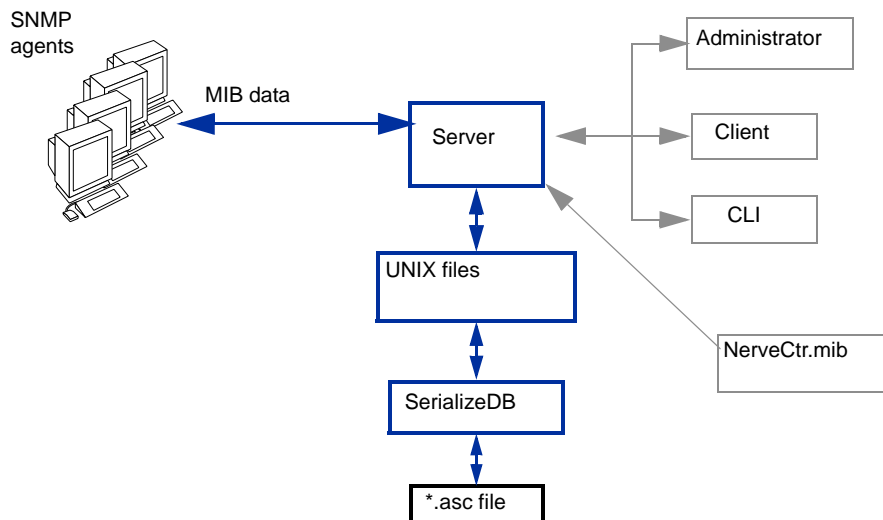 SNMP
agents
MIB data
Server
Administrator
Client
CLI
UNIX files
NerveCtr.mib
SerializeDB
*.asc file